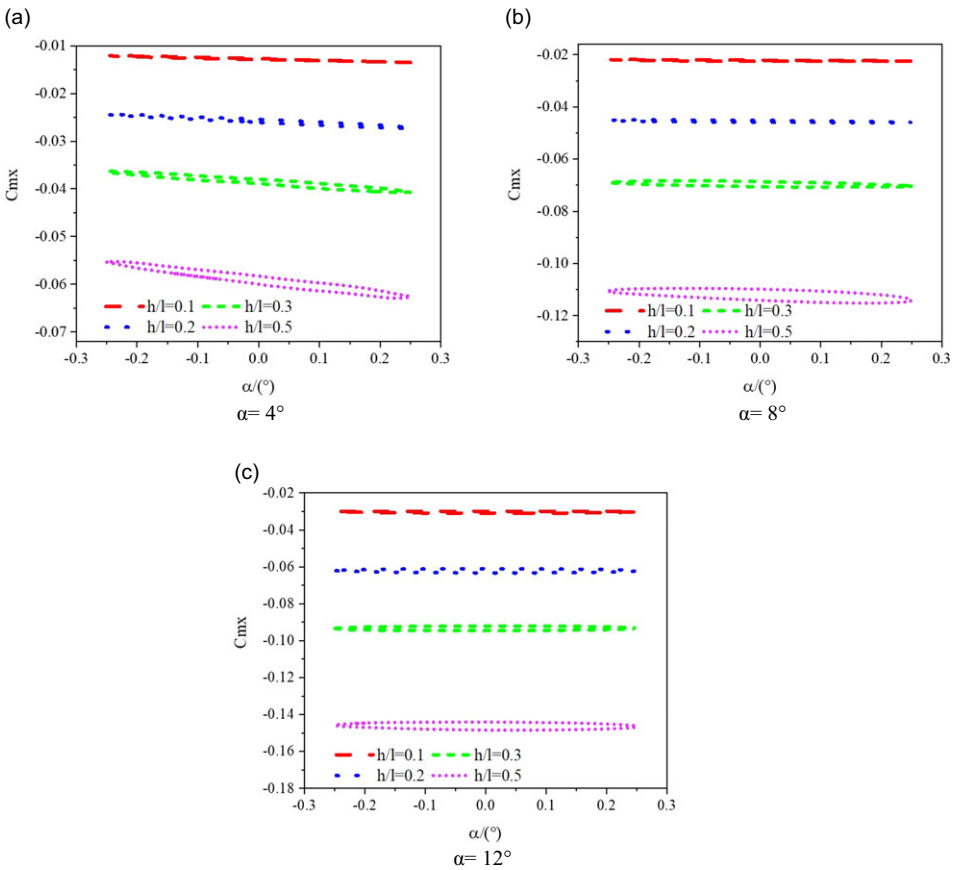 (a)
-0.01
-0.02
-0.03
-0.04
-0.05
-0.06
-0.07
Cmx
h/l=0.1 h/l=0.3
h/l=0.2 h/l=0.5
-0.3 -0.2 -0.1 0.0 0.1 0.2 0.3
α/(°)
α= 4°
(b)
-0.02
-0.04
-0.06
-0.08
-0.10
-0.12
Cmx
h/l=0.1 h/l=0.3
h/l=0.2 h/l=0.5
-0.3 -0.2 -0.1 0.0 0.1 0.2 0.3
α/(°)
α= 8°
(c)
-0.02
-0.04
-0.06
-0.08
-0.10
-0.12
-0.14
-0.16
-0.18
Cmx
h/l=0.1 h/l=0.3
h/l=0.2 h/l=0.5
-0.3 -0.2 -0.1 0.0 0.1 0.2 0.3
α/(°)
α= 12°